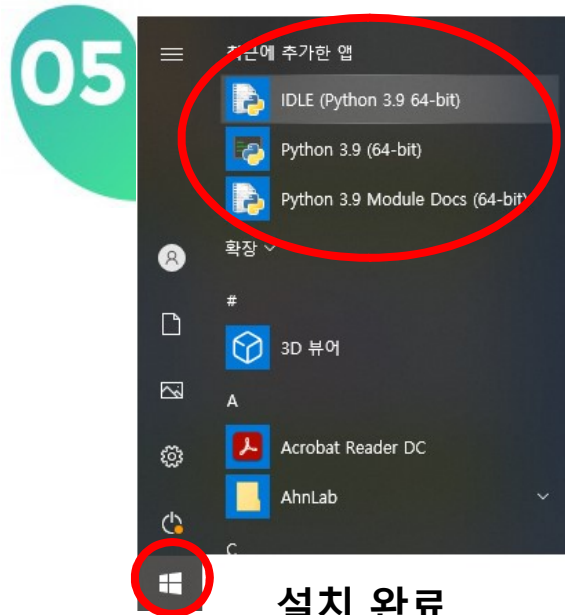 05
최근에 추가한 앱
IDLE (Python 3.9 64-bit)
Python 3.9 (64-bit)
Python 3.9 Module Docs (64-bit)
확장
#
3D 뷰어
A
Acrobat Reader DC
AhnLab
C
설치 완료